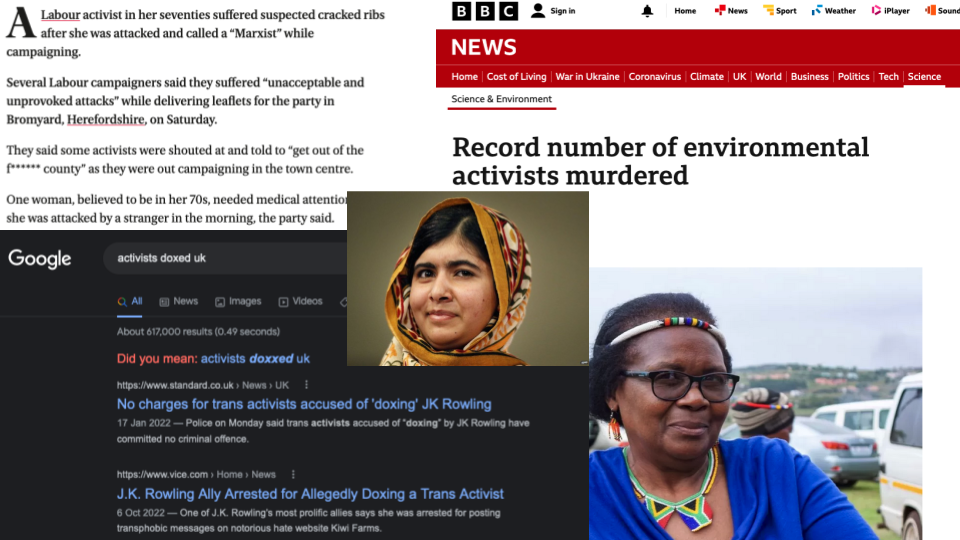 A Labour activist in her seventies suffered suspected cracked ribs
after she was attacked and called a “Marxist” while
campaigning.
Several Labour campaigners said they suffered “unacceptable and
unprovoked attacks” while delivering leaflets for the party in
Bromyard, Herefordshire, on Saturday.
They said some activists were shouted at and told to “get out of the
f****** county” as they were out campaigning in the town centre.
One woman, believed to be in her 70s, needed medical attention
she was attacked by a stranger in the morning, the party said.
BBC Sign in Home News Sport Weather iPlayer Sound
NEWS
Home Cost of Living War in Ukraine Coronavirus Climate UK World Business Politics Tech Science
Science & Environment
Record number of environmental
activists murdered
Google
activists doxed uk
All News Images Videos
About 617,000 results (0.49 seconds)
Did you mean: activists doxxed uk
https://www.standard.co.uk › News › UK
No charges for trans activists accused of 'doxing' JK Rowling
17 Jan 2022 — Police on Monday said trans activists accused of "doxing" by JK Rowling have
committed no criminal offence.
https://www.vice.com › Home › News
J.K. Rowling Ally Arrested for Allegedly Doxing a Trans Activist
6 Oct 2022 — One of J.K. Rowling's most prolific allies says she was arrested for posting
transphobic messages on notorious hate website Kiwi Farms.